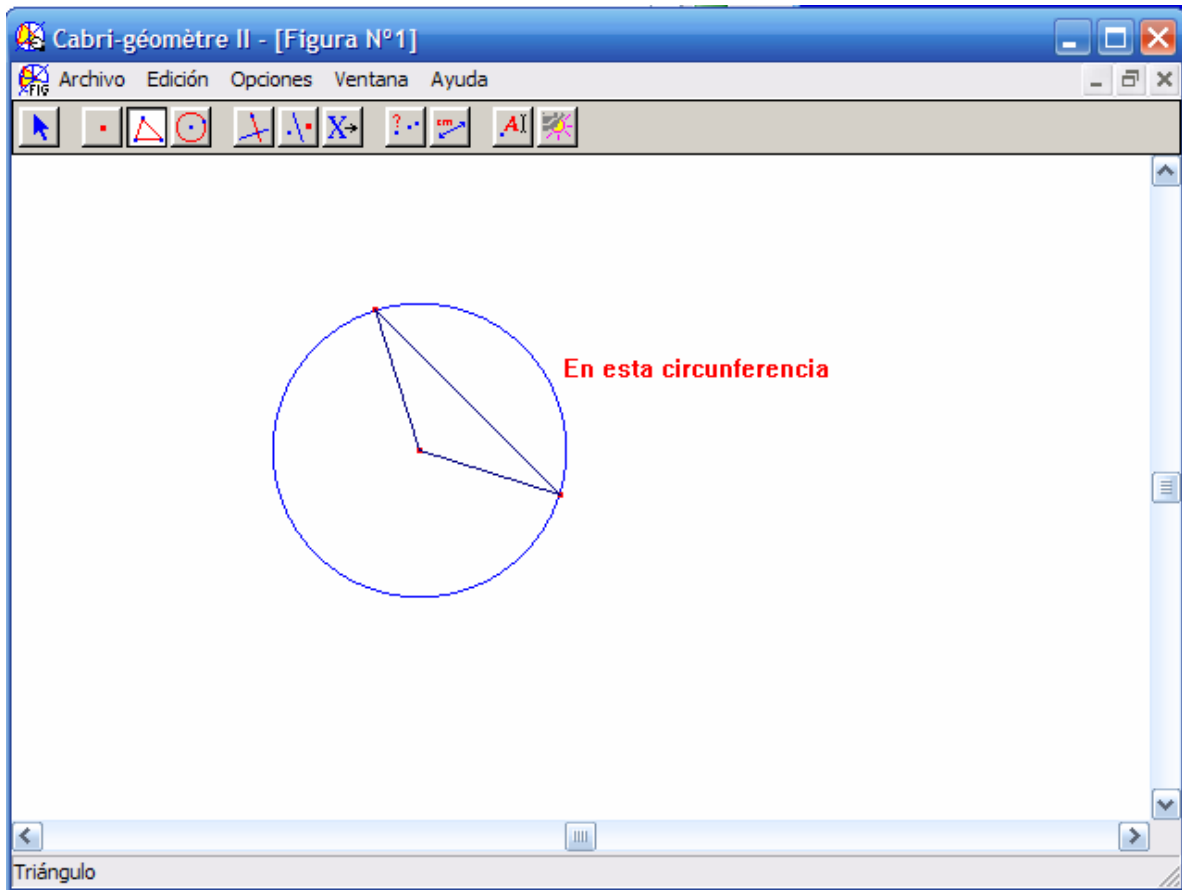 Cabri-géomètre II - [Figura Nº1]
Archivo Edición Opciones Ventana Ayuda
En esta circunferencia
Triángulo